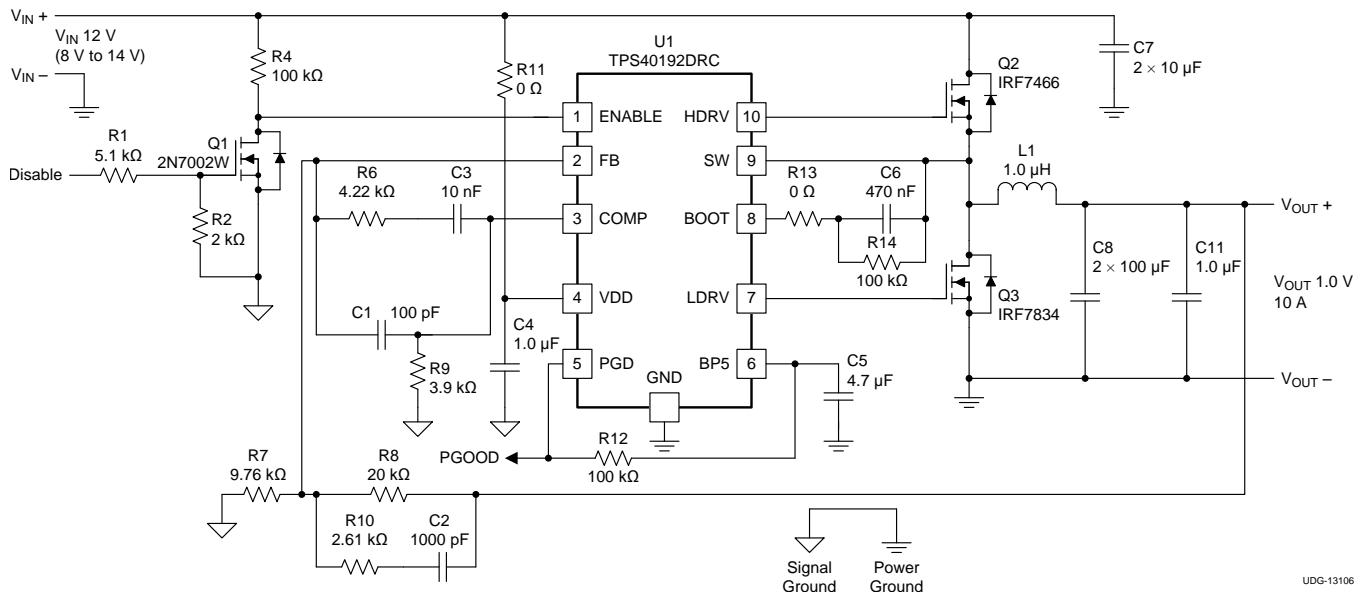 V_IN +
V_IN 12 V
(8 V to 14 V)
V_IN –
R4
100 kΩ
R11
0 Ω
U1
TPS40192DRC
Q2
IRF7466
C7
2 × 10 µF
1
ENABLE
HDRV
10
2
FB
SW
9
3
COMP
BOOT
8
4
VDD
LDRV
7
5
PGD
BP5
6
GND
Disable
R1
5.1 kΩ
Q1
2N7002W
R2
2 kΩ
R6
4.22 kΩ
C3
10 nF
C1
100 pF
R9
3.9 kΩ
C4
1.0 µF
R13
0 Ω
C6
470 nF
R14
100 kΩ
L1
1.0 µH
Q3
IRF7834
C8
2 × 100 µF
C11
1.0 µF
V_OUT +
V_OUT 1.0 V
10 A
V_OUT –
C5
4.7 µF
PGOOD
R12
100 kΩ
R7
9.76 kΩ
R8
20 kΩ
R10
2.61 kΩ
C2
1000 pF
Signal
Ground
Power
Ground
UDG-13106